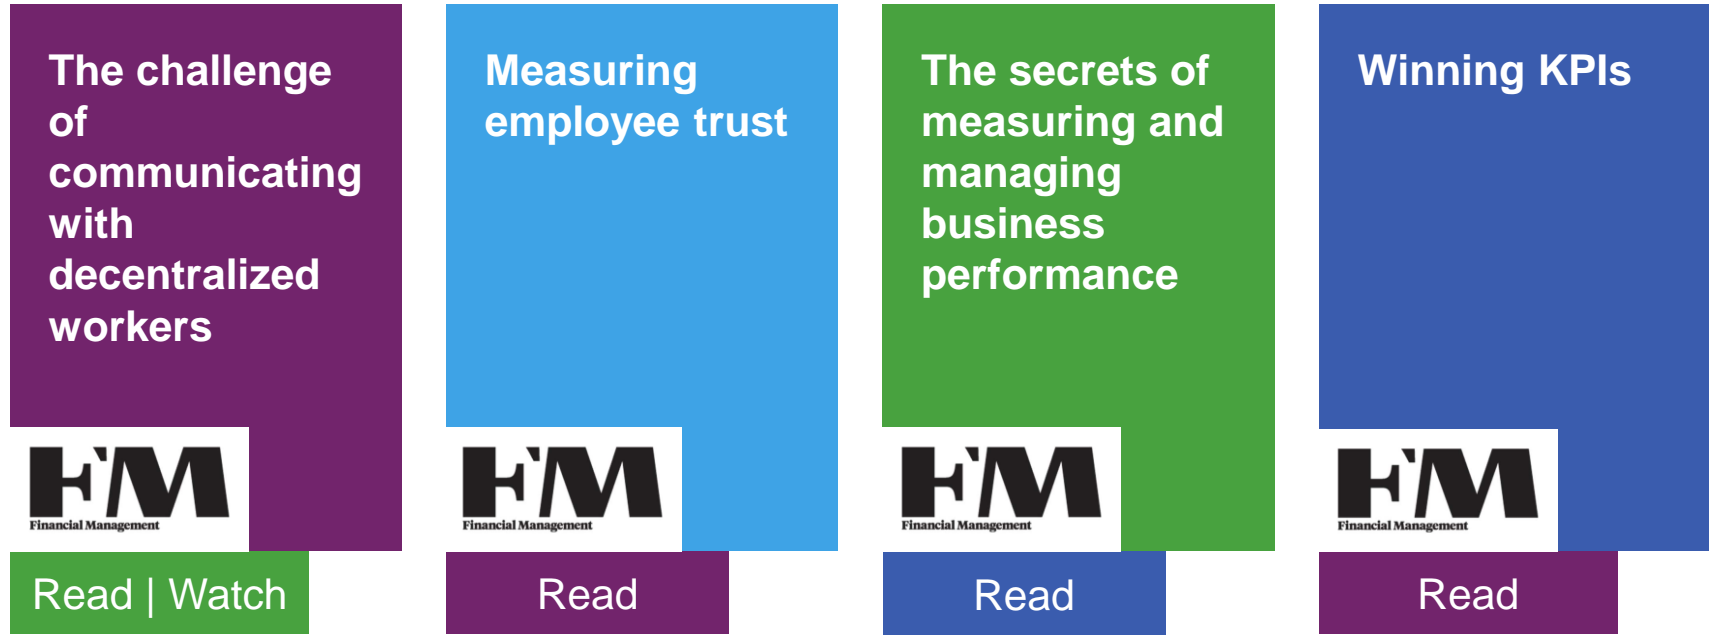 The challenge
of
communicating
with
decentralized
workers
FM
Financial Management
Read | Watch
Measuring
employee trust
FM
Financial Management
Read
The secrets of
measuring and
managing
business
performance
FM
Financial Management
Read
Winning KPIs
FM
Financial Management
Read